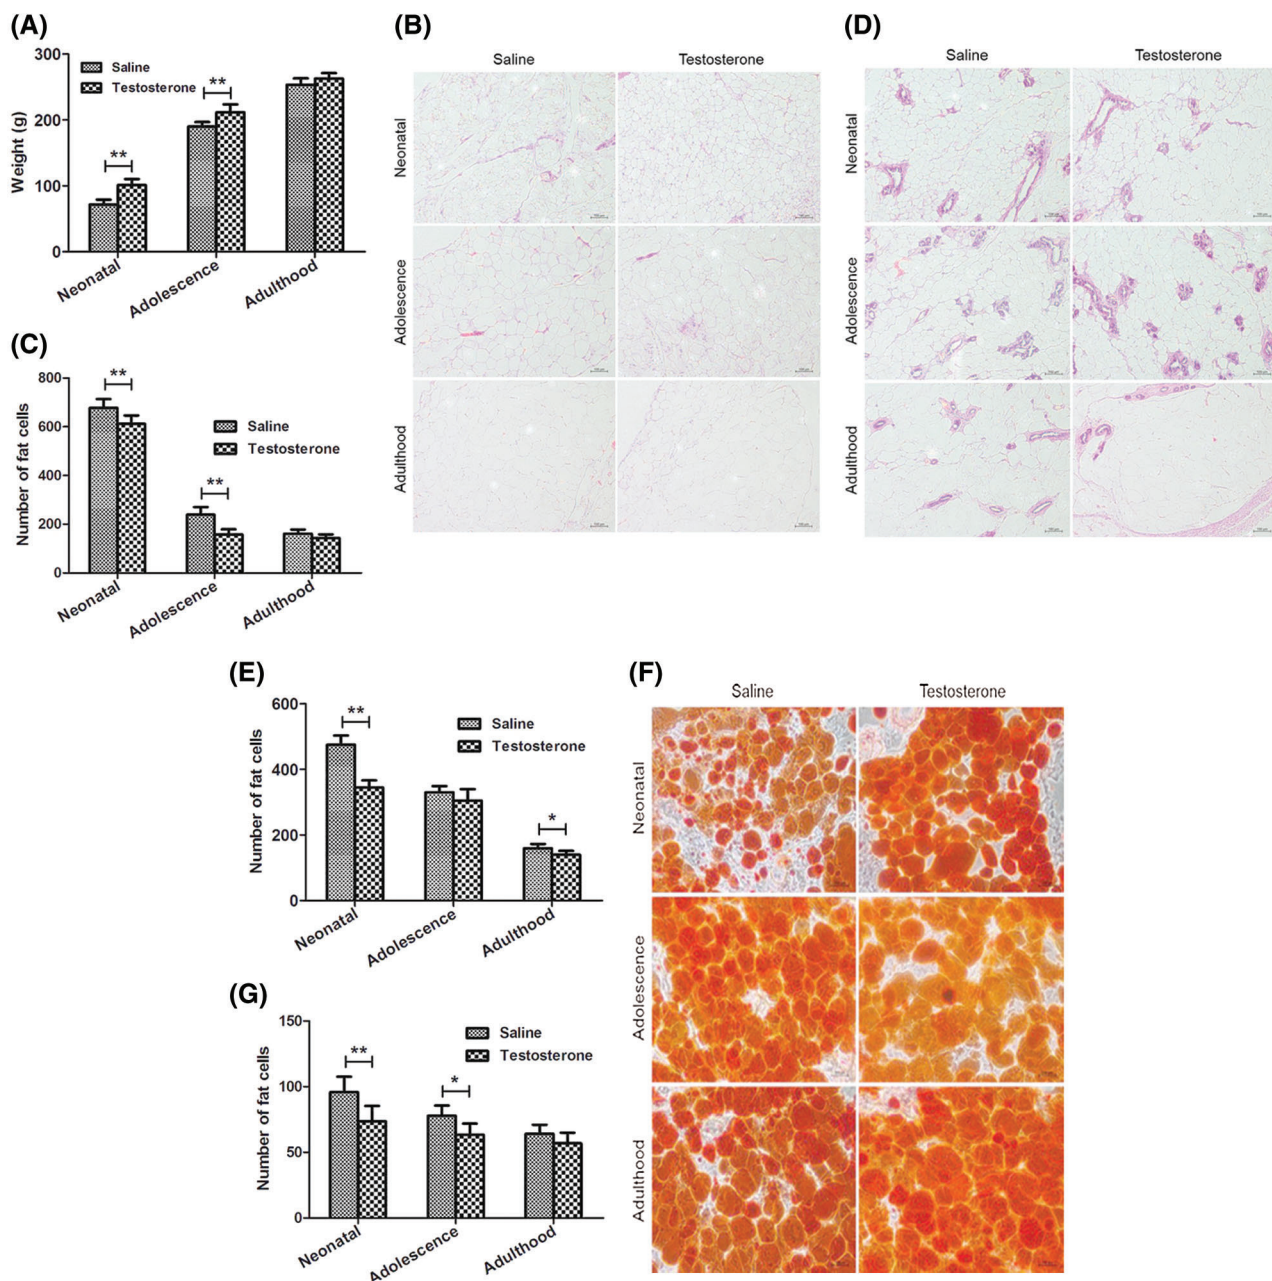 (A)
Weight (g)
300
200
100
0
Saline
Testosterone
**
**
Neonatal
Adolescence
Adulthood
(B)
Saline
Testosterone
Neonatal
Adolescence
Adulthood
(C)
Number of fat cells
800
600
400
200
0
**
**
Saline
Testosterone
Neonatal
Adolescence
Adulthood
(D)
Saline
Testosterone
Neonatal
Adolescence
Adulthood
(E)
Number of fat cells
600
400
200
0
**
*
Saline
Testosterone
Neonatal
Adolescence
Adulthood
(F)
Saline
Testosterone
Neonatal
Adolescence
Adulthood
(G)
Number of fat cells
150
100
50
0
**
*
Saline
Testosterone
Neonatal
Adolescence
Adulthood